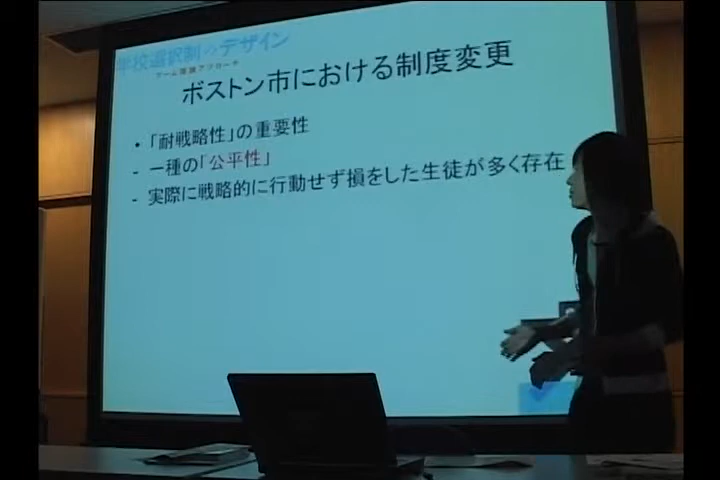 学校選択制のデザイン
ゲーム理論アプローチ
ボストン市における制度変更
• 「耐戦略性」の重要性
- 一種の「公平性」
- 実際に戦略的に行動せず損をした生徒が多く存在